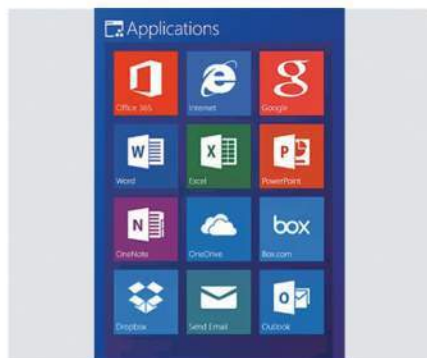 Applications
Office 365
Internet
Google
Word
Excel
PowerPoint
OneNote
OneDrive
box
Box.com
Dropbox
Send Email
Outlook